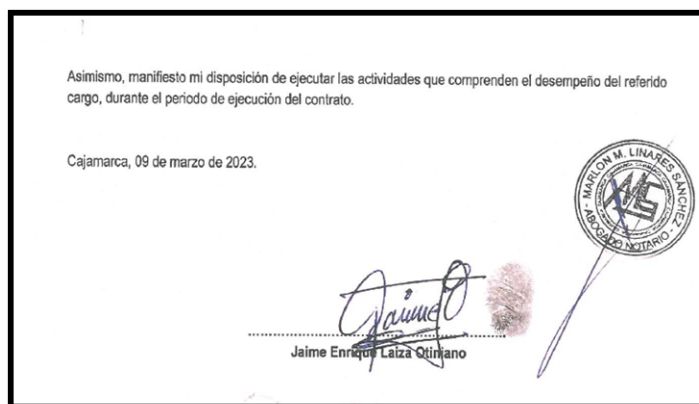 Asimismo, manifiesto mi disposición de ejecutar las actividades que comprenden el desempeño del referido
cargo, durante el periodo de ejecución del contrato.
Cajamarca, 09 de marzo de 2023.
MARLON M. LINARES SÁNCHEZ
ABOGADO NOTARIO
Jaime
Jaime Enrique Laiza Otiniano